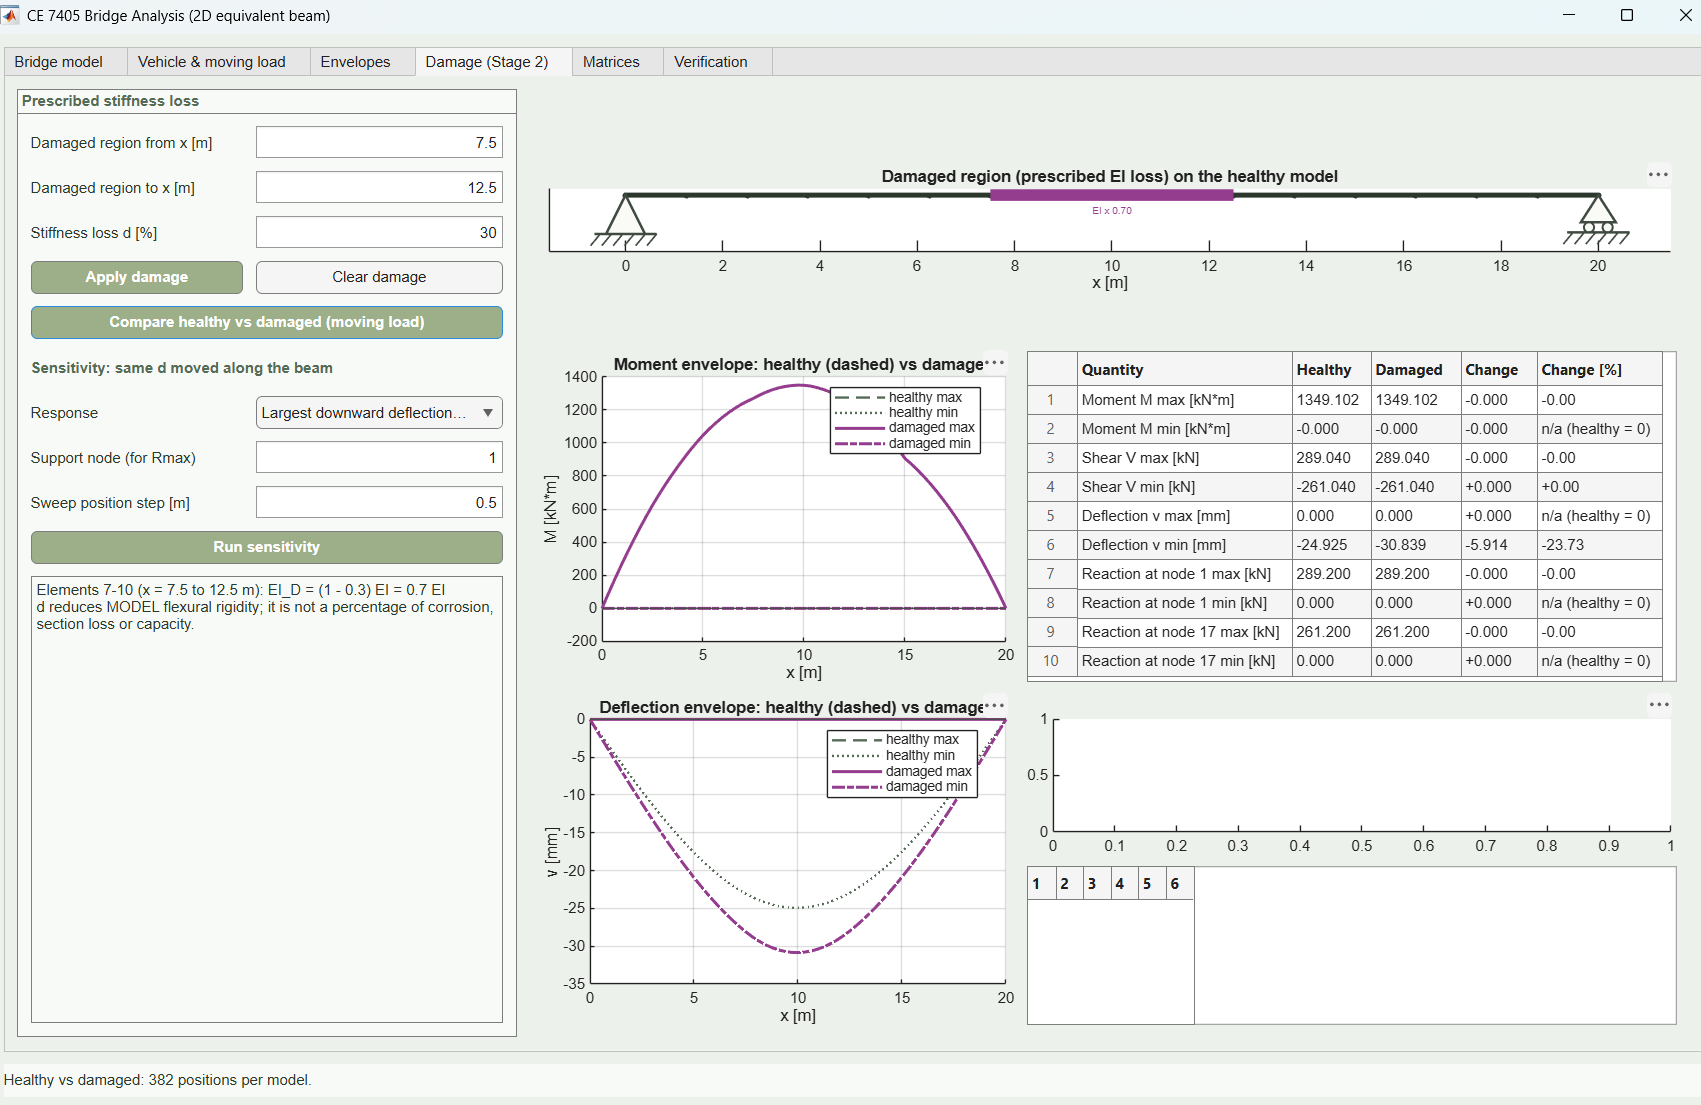 CE 7405 Bridge Analysis (2D equivalent beam)
Bridge model
Vehicle & moving load
Envelopes
Damage (Stage 2)
Matrices
Verification
Prescribed stiffness loss
Damaged region from x [m]
7.5
Damaged region to x [m]
12.5
Stiffness loss d [%]
30
Apply damage
Clear damage
Compare healthy vs damaged (moving load)
Sensitivity: same d moved along the beam
Response
Largest downward deflection...
Support node (for Rmax)
1
Sweep position step [m]
0.5
Run sensitivity
Elements 7-10 (x = 7.5 to 12.5 m): EI_D = (1 - 0.3) EI = 0.7 EI
d reduces MODEL flexural rigidity; it is not a percentage of corrosion,
section loss or capacity.
Damaged region (prescribed EI loss) on the healthy model
EI x 0.70
0 2 4 6 8 10 12 14 16 18 20
x [m]
Moment envelope: healthy (dashed) vs damage
1400
1200
1000
800
600
400
200
0
-200
M [kN*m]
healthy max
healthy min
damaged max
damaged min
0 5 10 15 20
x [m]
Quantity Healthy Damaged Change Change [%]
1 Moment M max [kN*m] 1349.102 1349.102 -0.000 -0.00
2 Moment M min [kN*m] -0.000 -0.000 -0.000 n/a (healthy = 0)
3 Shear V max [kN] 289.040 289.040 -0.000 -0.00
4 Shear V min [kN] -261.040 -261.040 +0.000 +0.00
5 Deflection v max [mm] 0.000 0.000 +0.000 n/a (healthy = 0)
6 Deflection v min [mm] -24.925 -30.839 -5.914 -23.73
7 Reaction at node 1 max [kN] 289.200 289.200 -0.000 -0.00
8 Reaction at node 1 min [kN] 0.000 0.000 +0.000 n/a (healthy = 0)
9 Reaction at node 17 max [kN] 261.200 261.200 -0.000 -0.00
10 Reaction at node 17 min [kN] 0.000 0.000 +0.000 n/a (healthy = 0)
Deflection envelope: healthy (dashed) vs damage
0
-5
-10
-15
-20
-25
-30
-35
v [mm]
healthy max
healthy min
damaged max
damaged min
0 5 10 15 20
x [m]
1
0.5
0
0 0.1 0.2 0.3 0.4 0.5 0.6 0.7 0.8 0.9 1
1 2 3 4 5 6
Healthy vs damaged: 382 positions per model.